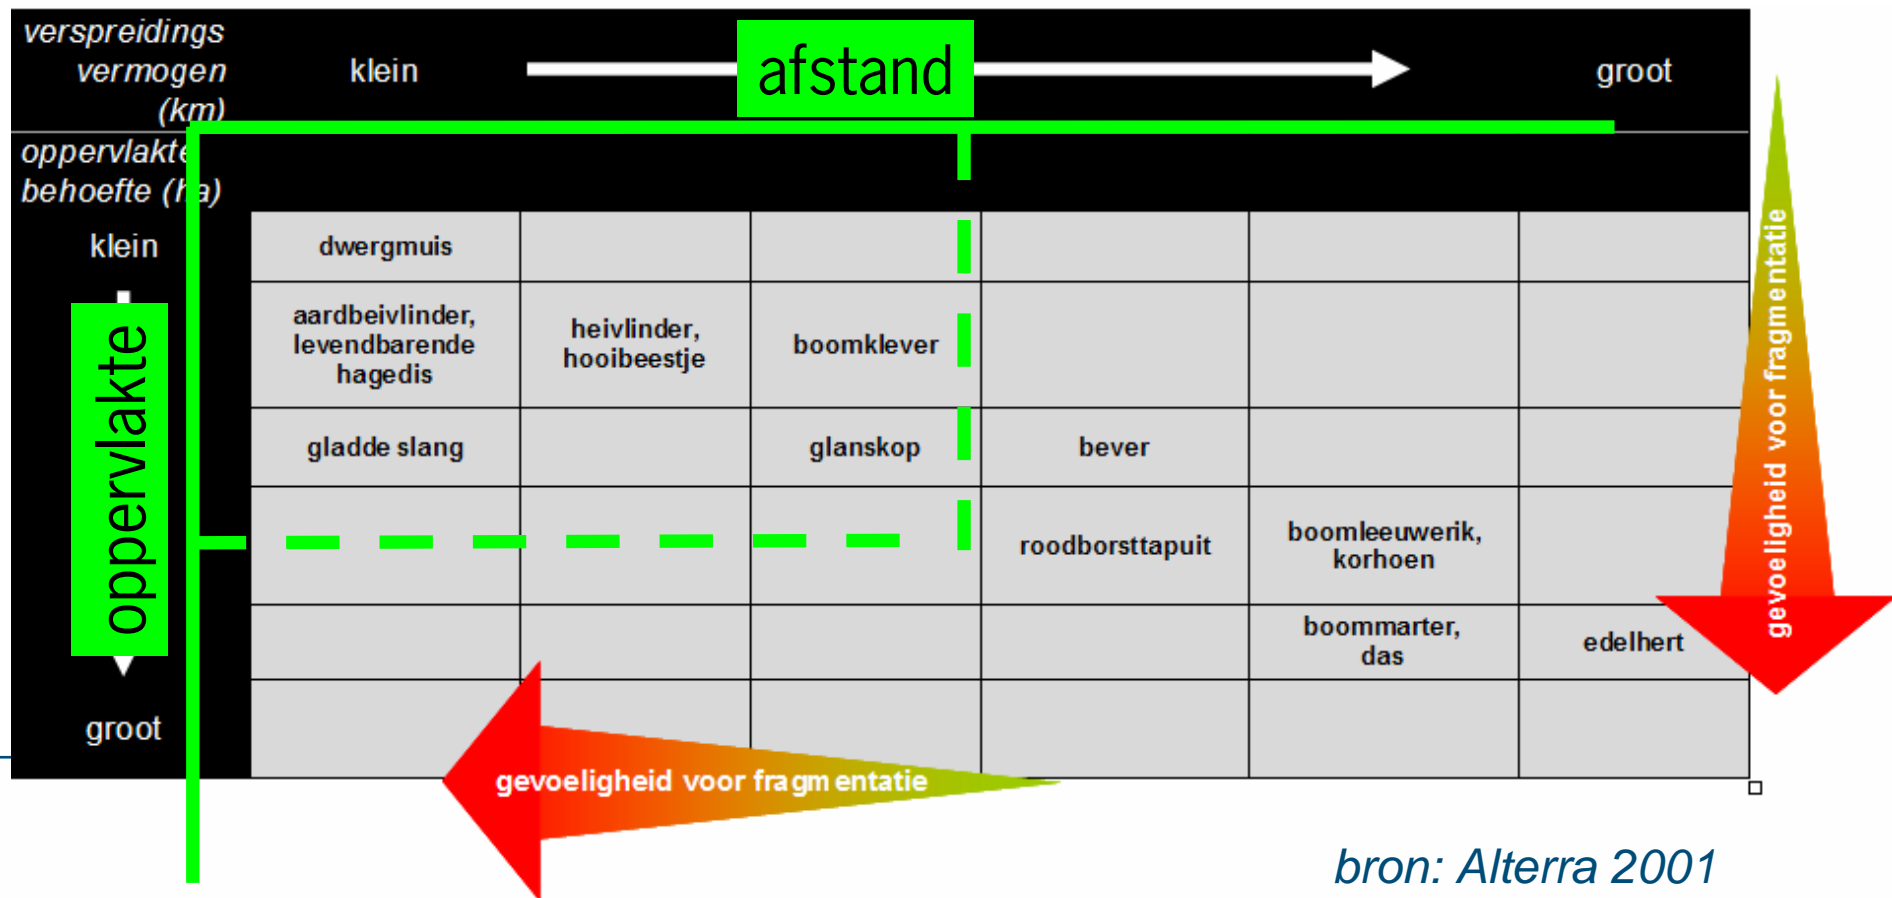 verspreidings
vermogen
(km)
klein
afstand
groot
oppervlakte
behoefte (ha)
klein
dwergmuis
aardbeivlinder,
levendbarende
hagedis
heivlinder,
hooibeestje
boomklever
gladde slang
glanskop
bever
roodborsttapuit
boomleeuwerik,
korhoen
boommarter,
das
edelhert
oppervlakte
groot
gevoeligheid voor fragmentatie
gevoeligheid voor fragmentatie
bron: Alterra 2001